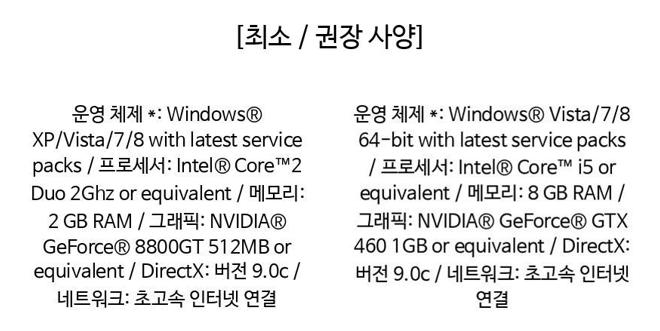 [최소 / 권장 사양]
운영 체제 *: Windows®
XP/Vista/7/8 with latest service
packs / 프로세서: Intel® Core™2
Duo 2Ghz or equivalent / 메모리:
2 GB RAM / 그래픽: NVIDIA®
GeForce® 8800GT 512MB or
equivalent / DirectX: 버전 9.0c /
네트워크: 초고속 인터넷 연결
운영 체제 *: Windows® Vista/7/8
64-bit with latest service packs
/ 프로세서: Intel® Core™ i5 or
equivalent / 메모리: 8 GB RAM /
그래픽: NVIDIA® GeForce® GTX
460 1GB or equivalent / DirectX:
버전 9.0c / 네트워크: 초고속 인터넷
연결